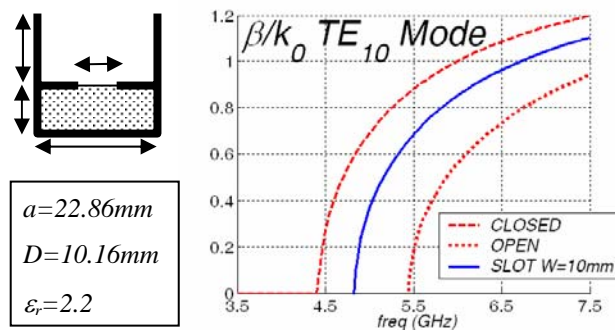 a=22.86mm
D=10.16mm
εr=2.2
β/k0 TE10 Mode
1.2
1
0.8
0.6
0.4
0.2
0
3.5 4.5 5.5 6.5 7.5
freq (GHz)
CLOSED
OPEN
SLOT W=10mm